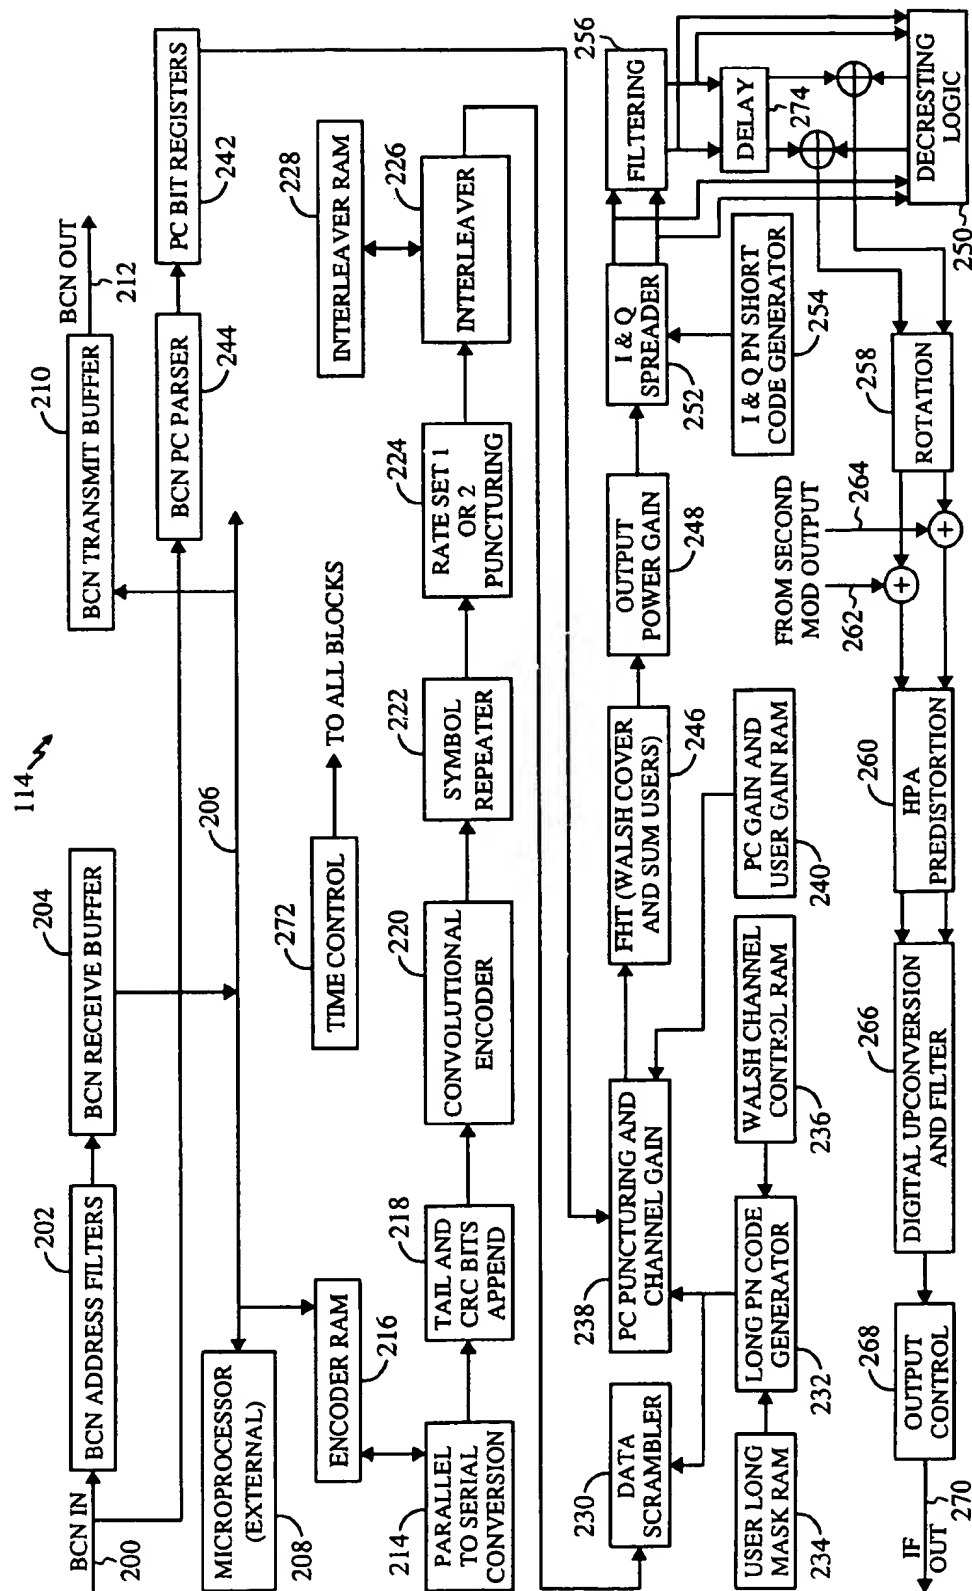 114
BCN IN
200
BCN ADDRESS FILTERS
202
BCN RECEIVE BUFFER
204
206
BCN TRANSMIT BUFFER
210
BCN OUT
212
BCN PC PARSER
244
PC BIT REGISTERS
242
MICROPROCESSOR
(EXTERNAL)
208
ENCODER RAM
216
TIME CONTROL
272
TO ALL BLOCKS
INTERLEAVER RAM
228
PARALLEL
TO SERIAL
CONVERSION
214
TAIL AND
CRC BITS
APPEND
218
CONVOLUTIONAL
ENCODER
220
SYMBOL
REPEATER
222
RATE SET 1
OR 2
PUNCTURING
224
INTERLEAVER
226
DATA
SCRAMBLER
230
PC PUNCTURING AND
CHANNEL GAIN
238
FHT (WALSH COVER
AND SUM USERS)
246
OUTPUT
POWER GAIN
248
I & Q
SPREADER
252
FILTERING
256
USER LONG
MASK RAM
234
LONG PN CODE
GENERATOR
232
WALSH CHANNEL
CONTROL RAM
236
PC GAIN AND
USER GAIN RAM
240
I & Q PN SHORT
CODE GENERATOR
254
DELAY
274
DECRESTING
LOGIC
250
FROM SECOND
MOD OUTPUT
262
264
ROTATION
258
HPA
PREDISTORTION
260
DIGITAL UPCONVERSION
AND FILTER
266
OUTPUT
CONTROL
268
IF
OUT
270